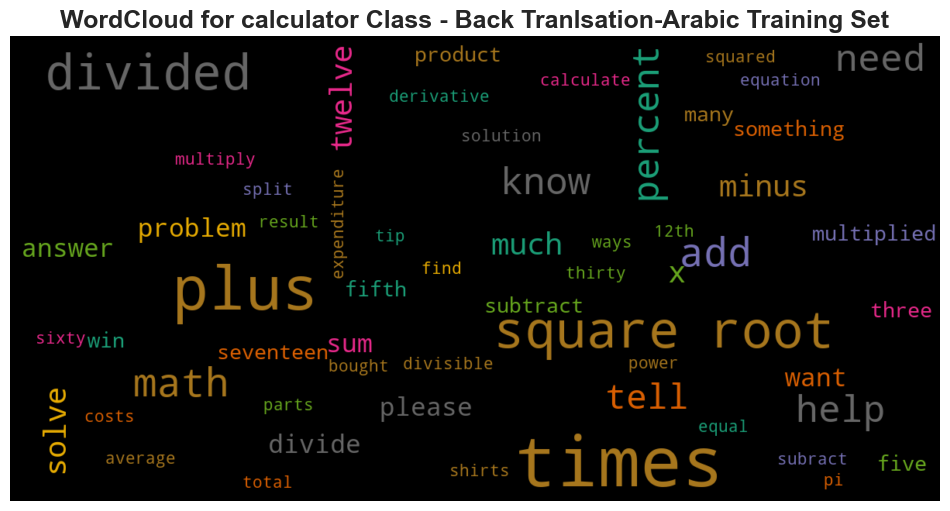 WordCloud for calculator Class - Back Tranlsation-Arabic Training Set
divided
twelve
product
derivative
calculate
percent
squared
equation
need
many
something
solution
multiply
split
know
minus
expenditure
problem
result
answer
tip
much
ways
12th
add
multiplied
find
thirty
x
plus
fifth
subtract
square root
three
sixty
win
seventeen
sum
bought
divisible
power
want
math
tell
help
solve
costs
parts
please
equal
divide
times
average
total
shirts
subract
pi
five